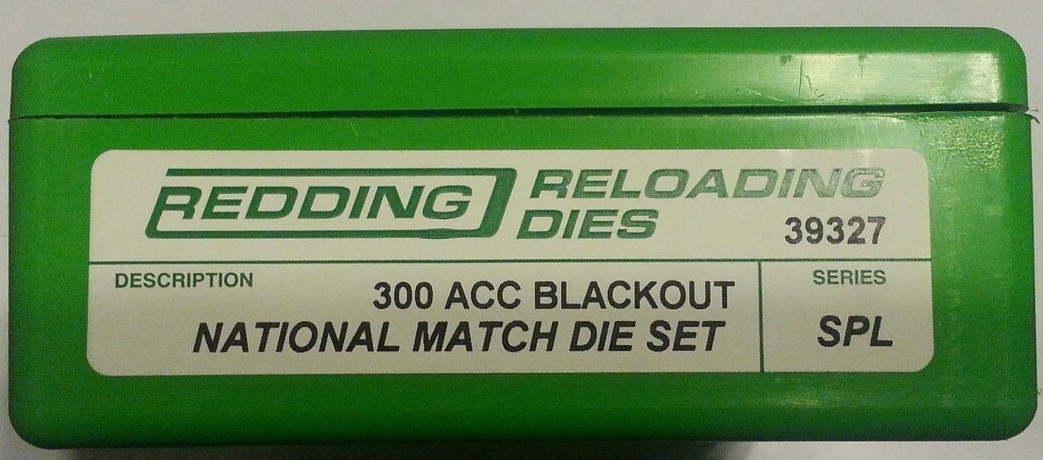 REDDING RELOADING
DIES
39327
DESCRIPTION
300 ACC BLACKOUT
NATIONAL MATCH DIE SET
SERIES
SPL